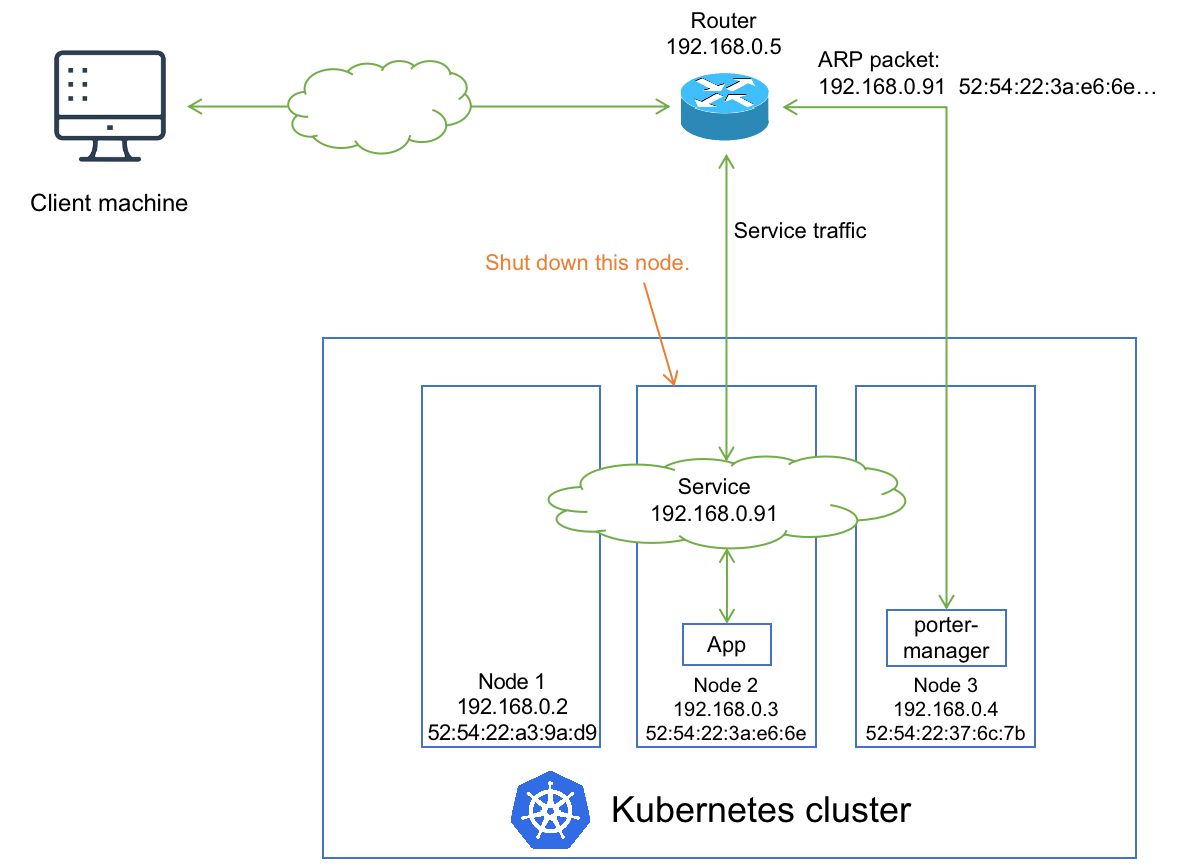 Router
192.168.0.5
ARP packet:
192.168.0.91 52:54:22:3a:e6:6e…
Client machine
Service traffic
Shut down this node.
Service
192.168.0.91
App
porter-
manager
Node 1
192.168.0.2
52:54:22:a3:9a:d9
Node 2
192.168.0.3
52:54:22:3a:e6:6e
Node 3
192.168.0.4
52:54:22:37:6c:7b
Kubernetes cluster